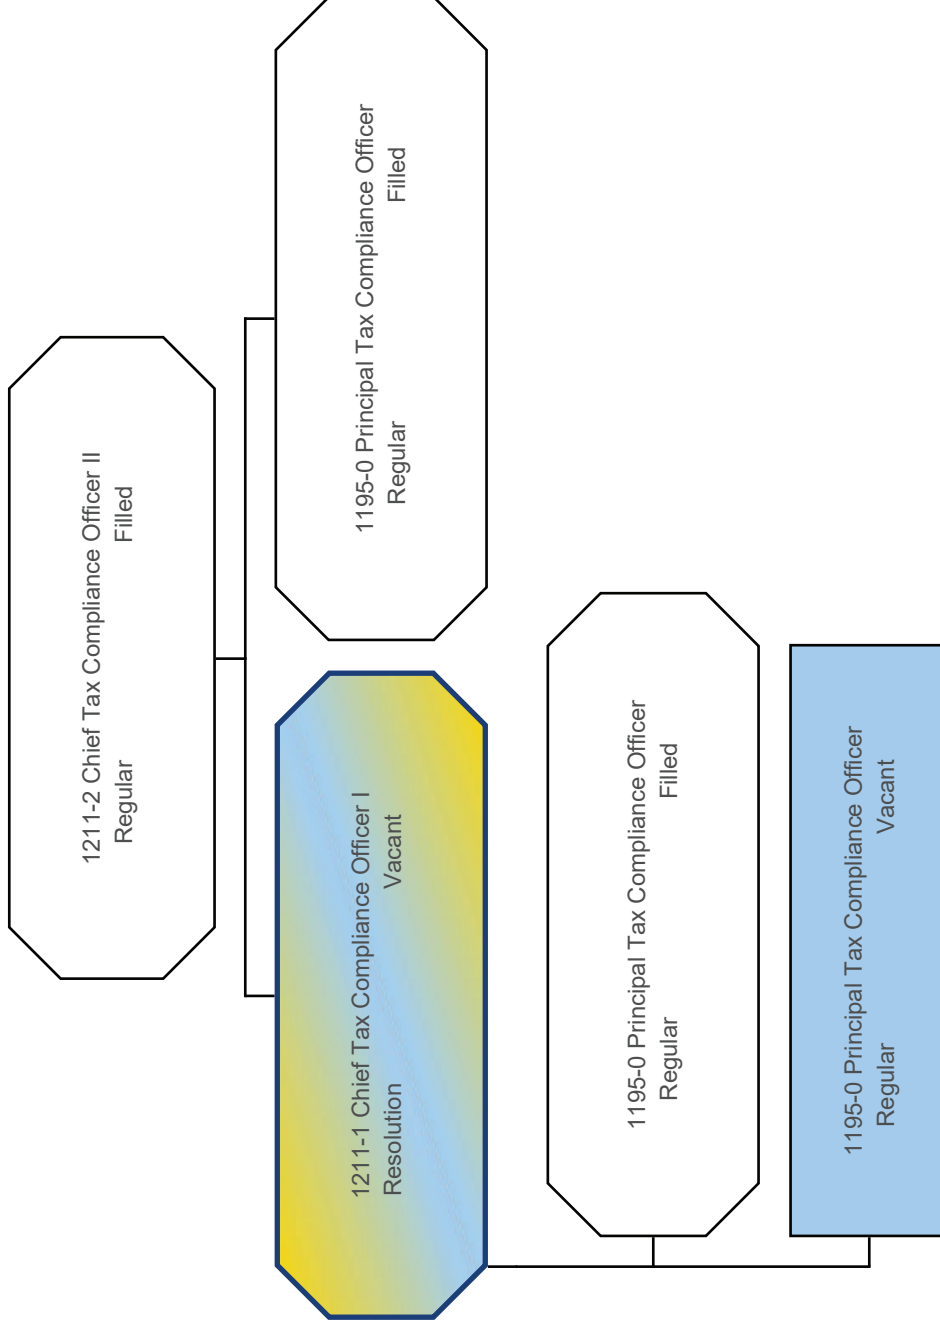 1211-2 Chief Tax Compliance Officer II
Regular Filled
1211-1 Chief Tax Compliance Officer I
Resolution Vacant
1195-0 Principal Tax Compliance Officer
Regular Filled
1195-0 Principal Tax Compliance Officer
Regular Filled
1195-0 Principal Tax Compliance Officer
Regular Vacant